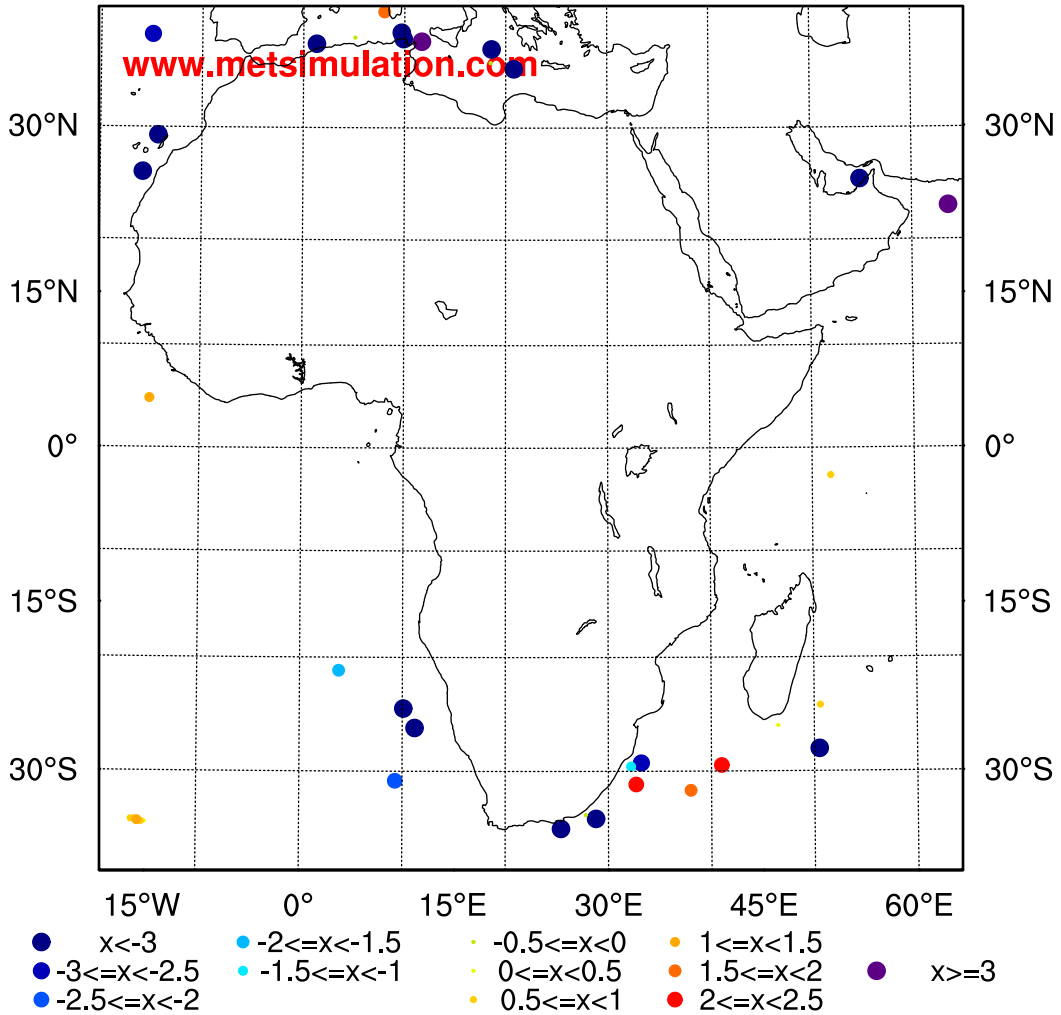 www.metsimulation.com
30°N 30°N
15°N 15°N
0° 0°
15°S 15°S
30°S 30°S
15°W 0° 15°E 30°E 45°E 60°E
x<-3 -2<=x<-1.5 -0.5<=x<0 1<=x<1.5
-3<=x<-2.5 -1.5<=x<-1 0<=x<0.5 1.5<=x<2 x>=3
-2.5<=x<-2 0.5<=x<1 2<=x<2.5